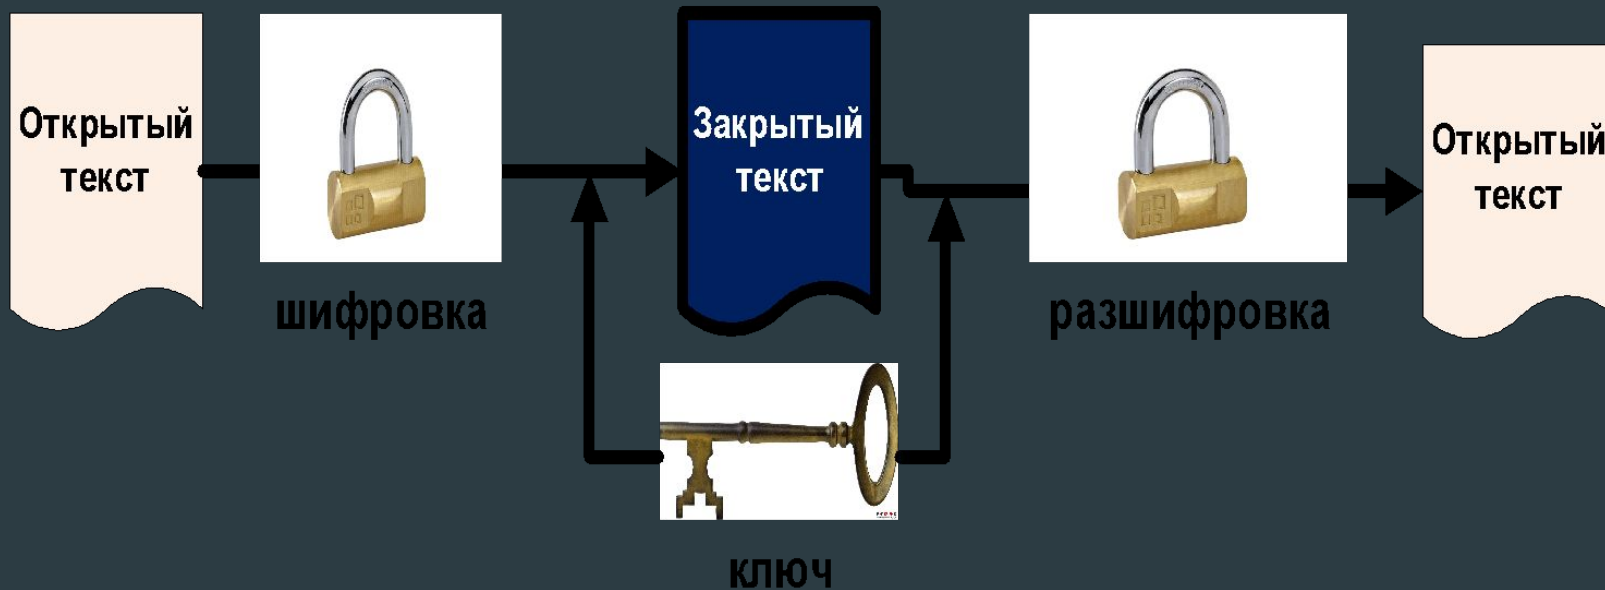 Открытый
текст
шифровка
Закрытый
текст
разшифровка
Открытый
текст
ключ